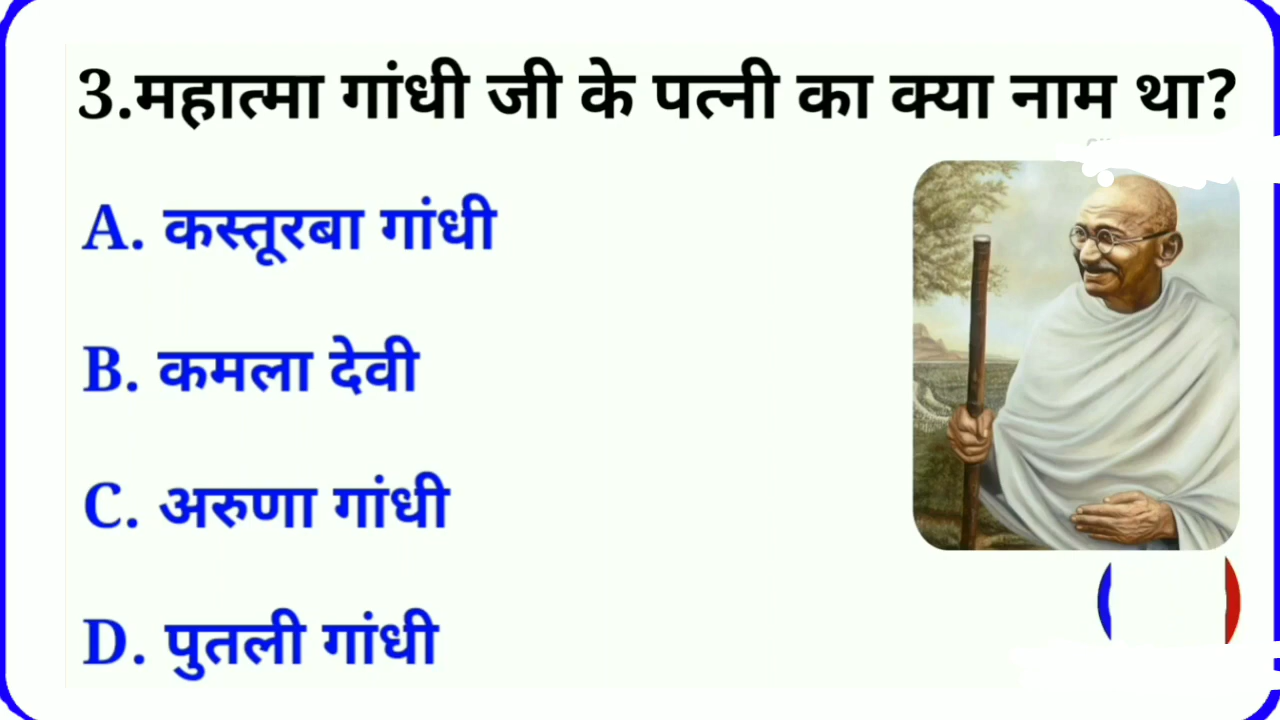 3.महात्मा गांधी जी के पत्नी का क्या नाम था?
A. कस्तूरबा गांधी
B. कमला देवी
C. अरुणा गांधी
D. पुतली गांधी